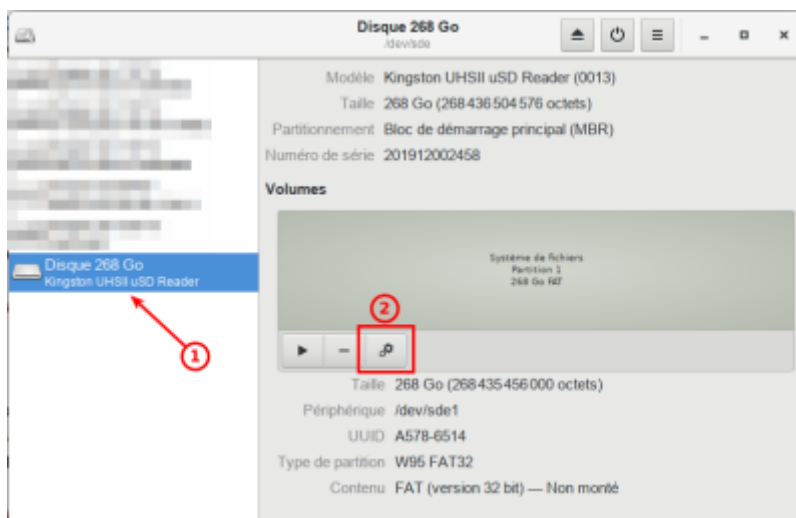 Disque 268 Go
/dev/sde
Modèle Kingston UHSII uSD Reader (0013)
Taille 268 Go (268 436 504 576 octets)
Partitionnement Bloc de démarrage principal (MBR)
Numéro de série 201912002458
Volumes
Système de fichiers
Partition 1
268 Go FAT
Disque 268 Go
Kingston UHSII uSD Reader
1
2
Taille 268 Go (268 435 456 000 octets)
Périphérique /dev/sde1
UUID A578-6514
Type de partition W95 FAT32
Contenu FAT (version 32 bit) — Non monté